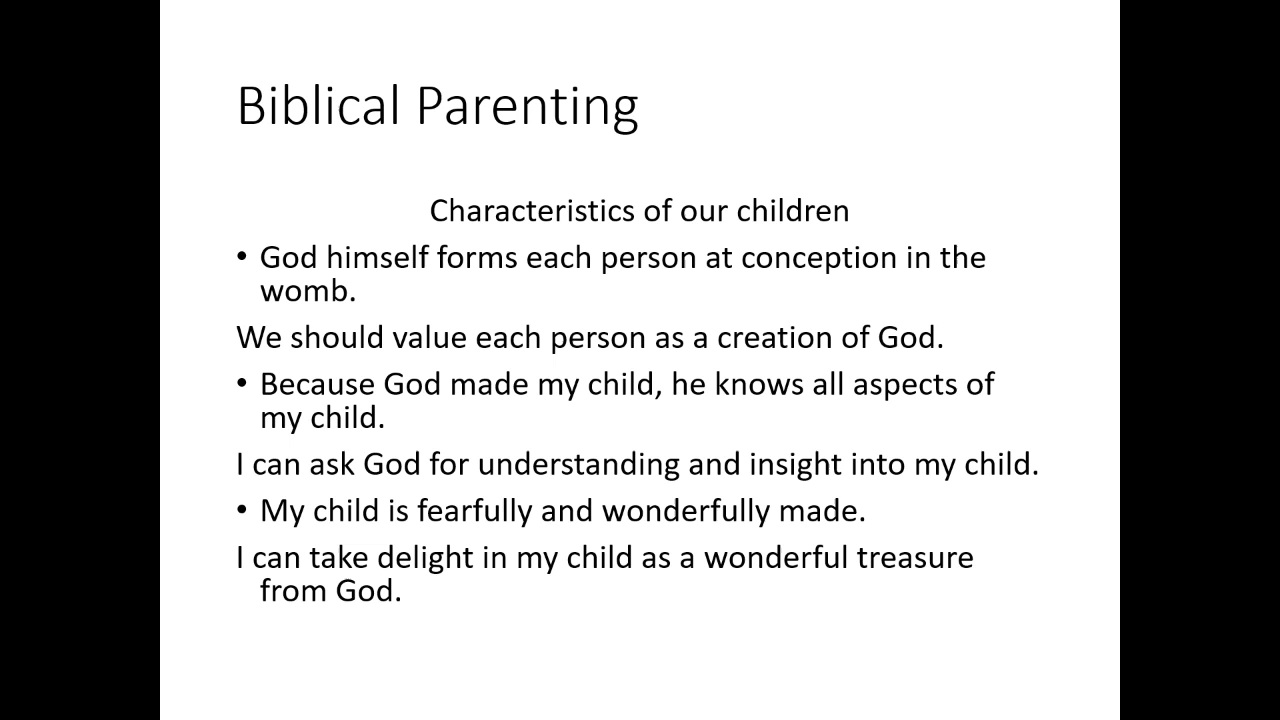 Biblical Parenting
Characteristics of our children
• God himself forms each person at conception in the
womb.
We should value each person as a creation of God.
• Because God made my child, he knows all aspects of
my child.
I can ask God for understanding and insight into my child.
• My child is fearfully and wonderfully made.
I can take delight in my child as a wonderful treasure
from God.